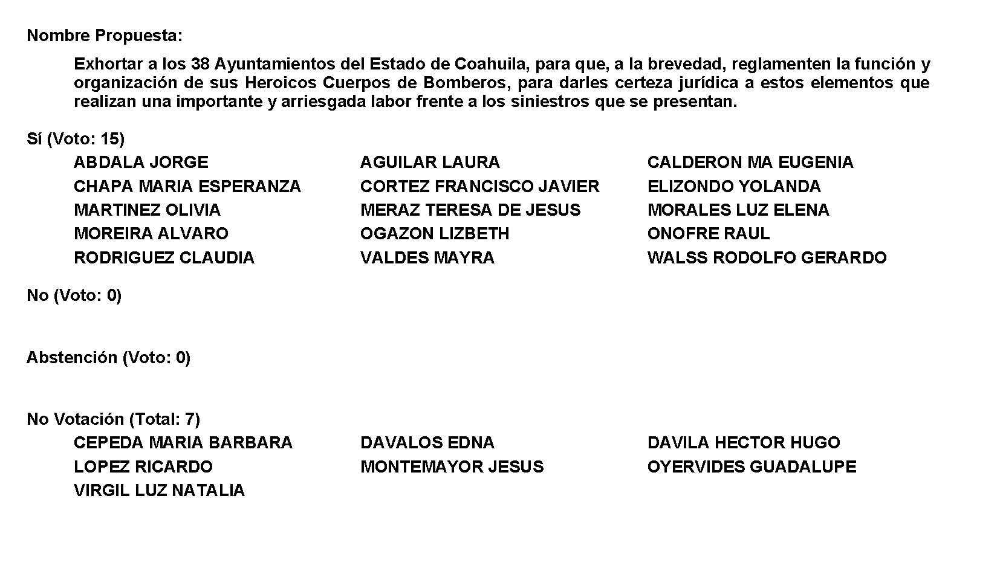 Nombre Propuesta:
Exhortar a los 38 Ayuntamientos del Estado de Coahuila, para que, a la brevedad, reglamenten la función y
organización de sus Heroicos Cuerpos de Bomberos, para darles certeza jurídica a estos elementos que
realizan una importante y arriesgada labor frente a los siniestros que se presentan.
Sí (Voto: 15)
ABDALA JORGE AGUILAR LAURA CALDERON MA EUGENIA
CHAPA MARIA ESPERANZA CORTEZ FRANCISCO JAVIER ELIZONDO YOLANDA
MARTINEZ OLIVIA MERAZ TERESA DE JESUS MORALES LUZ ELENA
MOREIRA ALVARO OGAZON LIZBETH ONOFRE RAUL
RODRIGUEZ CLAUDIA VALDES MAYRA WALSS RODOLFO GERARDO
No (Voto: 0)
Abstención (Voto: 0)
No Votación (Total: 7)
CEPEDA MARIA BARBARA DAVALOS EDNA DAVILA HECTOR HUGO
LOPEZ RICARDO MONTEMAYOR JESUS OYERVIDES GUADALUPE
VIRGIL LUZ NATALIA